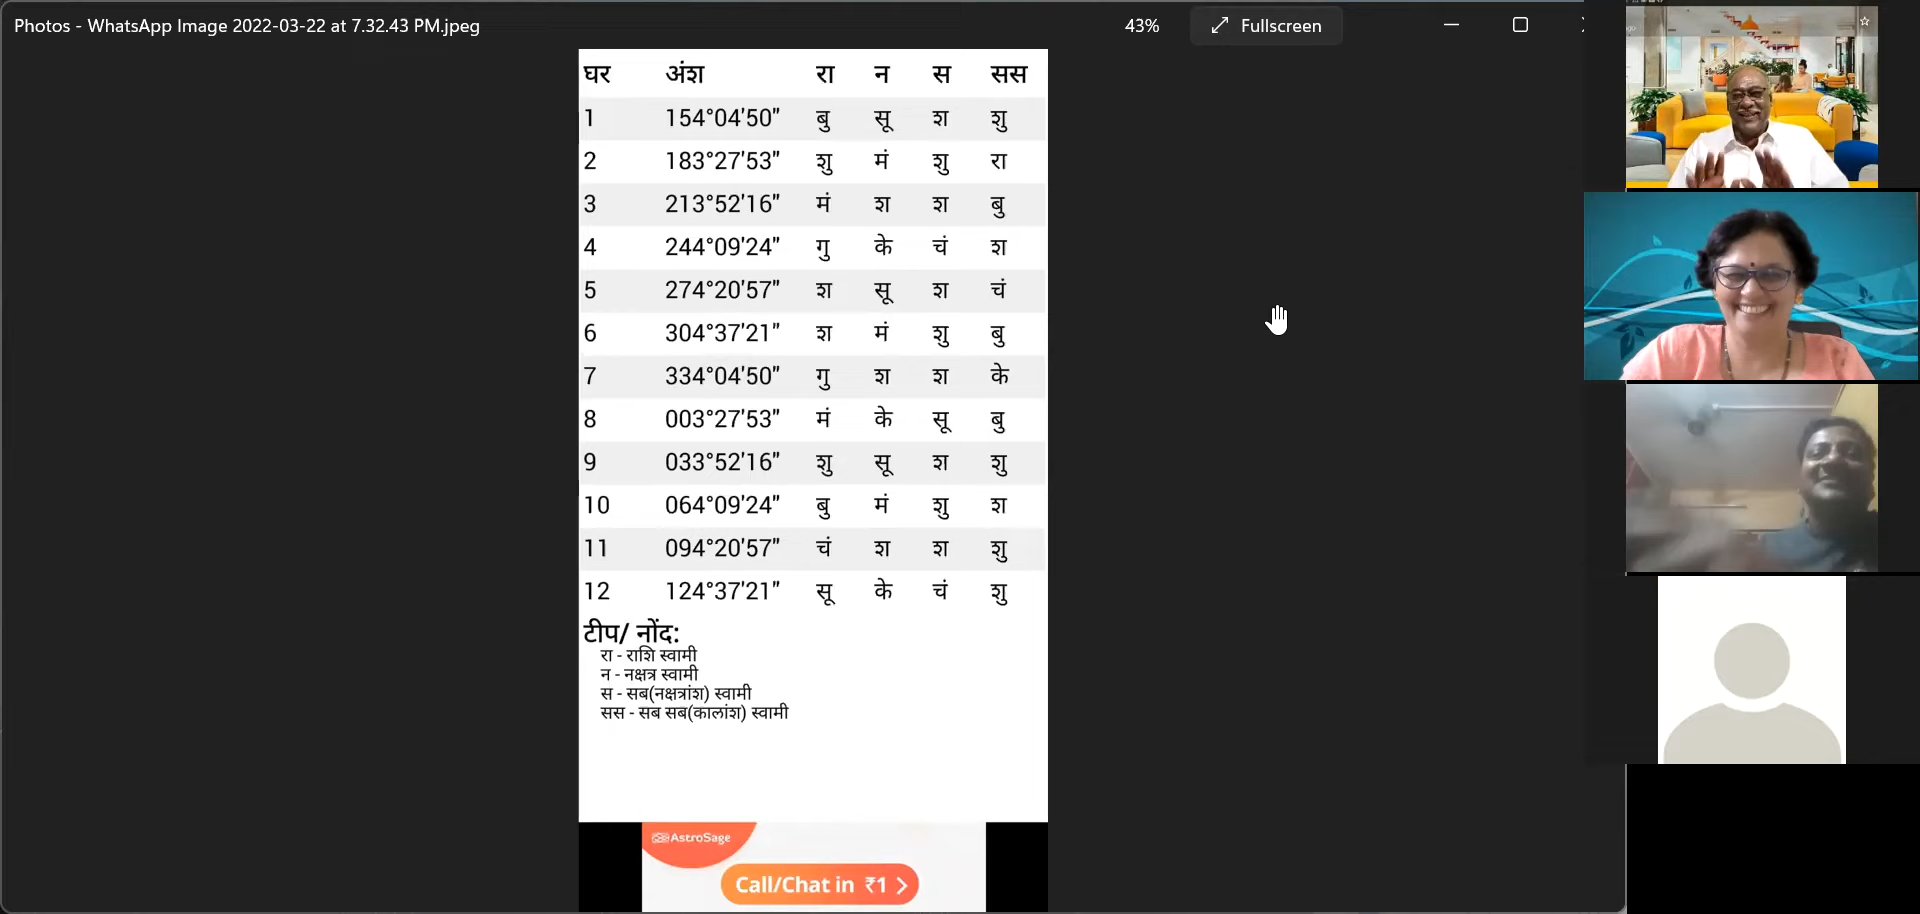 Photos - WhatsApp Image 2022-03-22 at 7.32.43 PM.jpeg 43% Fullscreen
घर अंश रा न स सस
1 154°04'50" बु सू श शु
2 183°27'53" शु मं शु रा
3 213°52'16" मं श श बु
4 244°09'24" गु के चं श
5 274°20'57" श सू श चं
6 304°37'21" श मं शु बु
7 334°04'50" गु श श के
8 003°27'53" मं के सू बु
9 033°52'16" शु सू श शु
10 064°09'24" बु मं शु श
11 094°20'57" चं श श शु
12 124°37'21" सू के चं शु
टीप/ नोंद:
रा - राशि स्वामी
न - नक्षत्र स्वामी
स - सब(नक्षत्रांश) स्वामी
सस - सब सब(कालांश) स्वामी
AstroSage
Call/Chat in ₹1 >